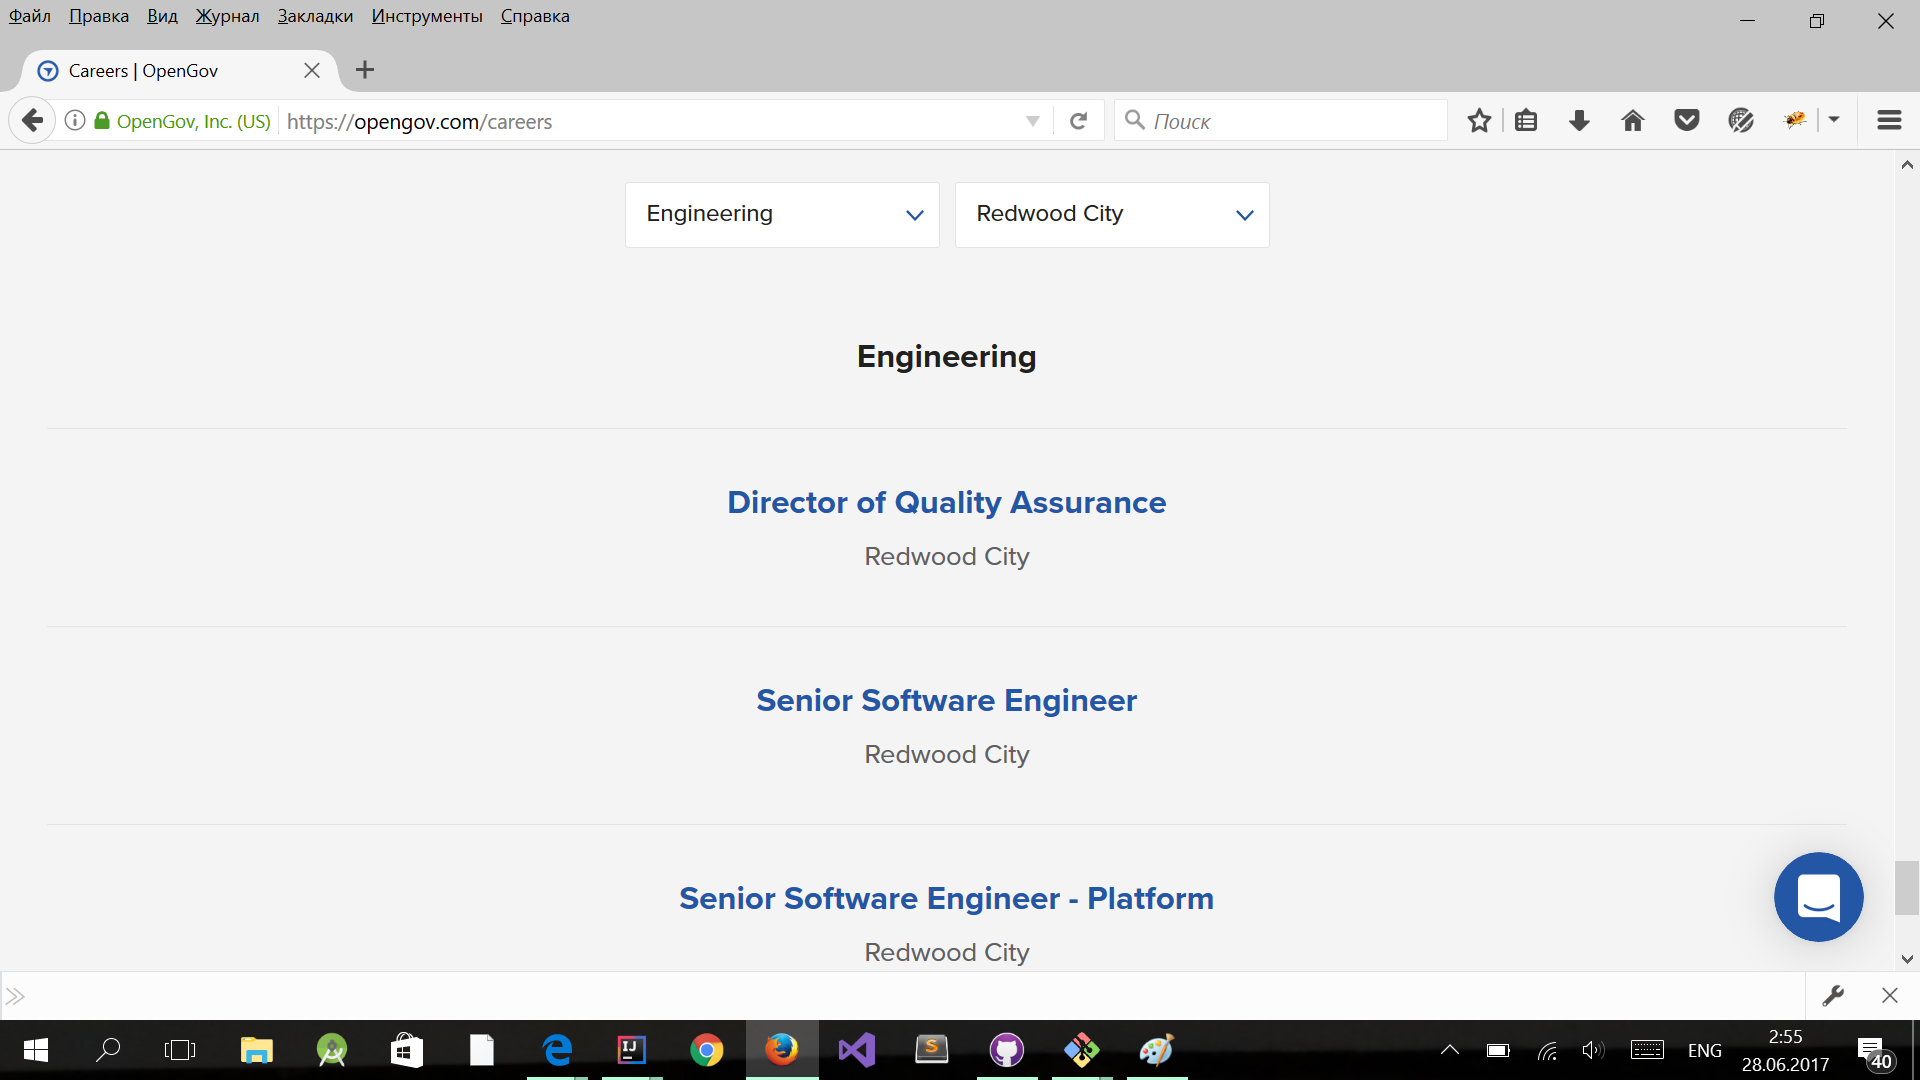 Файл Правка Вид Журнал Закладки Инструменты Справка
Careers | OpenGov
OpenGov, Inc. (US) https://opengov.com/careers Поиск
Engineering Redwood City
Engineering
Director of Quality Assurance
Redwood City
Senior Software Engineer
Redwood City
Senior Software Engineer - Platform
Redwood City
IJ S ENG 2:55
28.06.2017 40